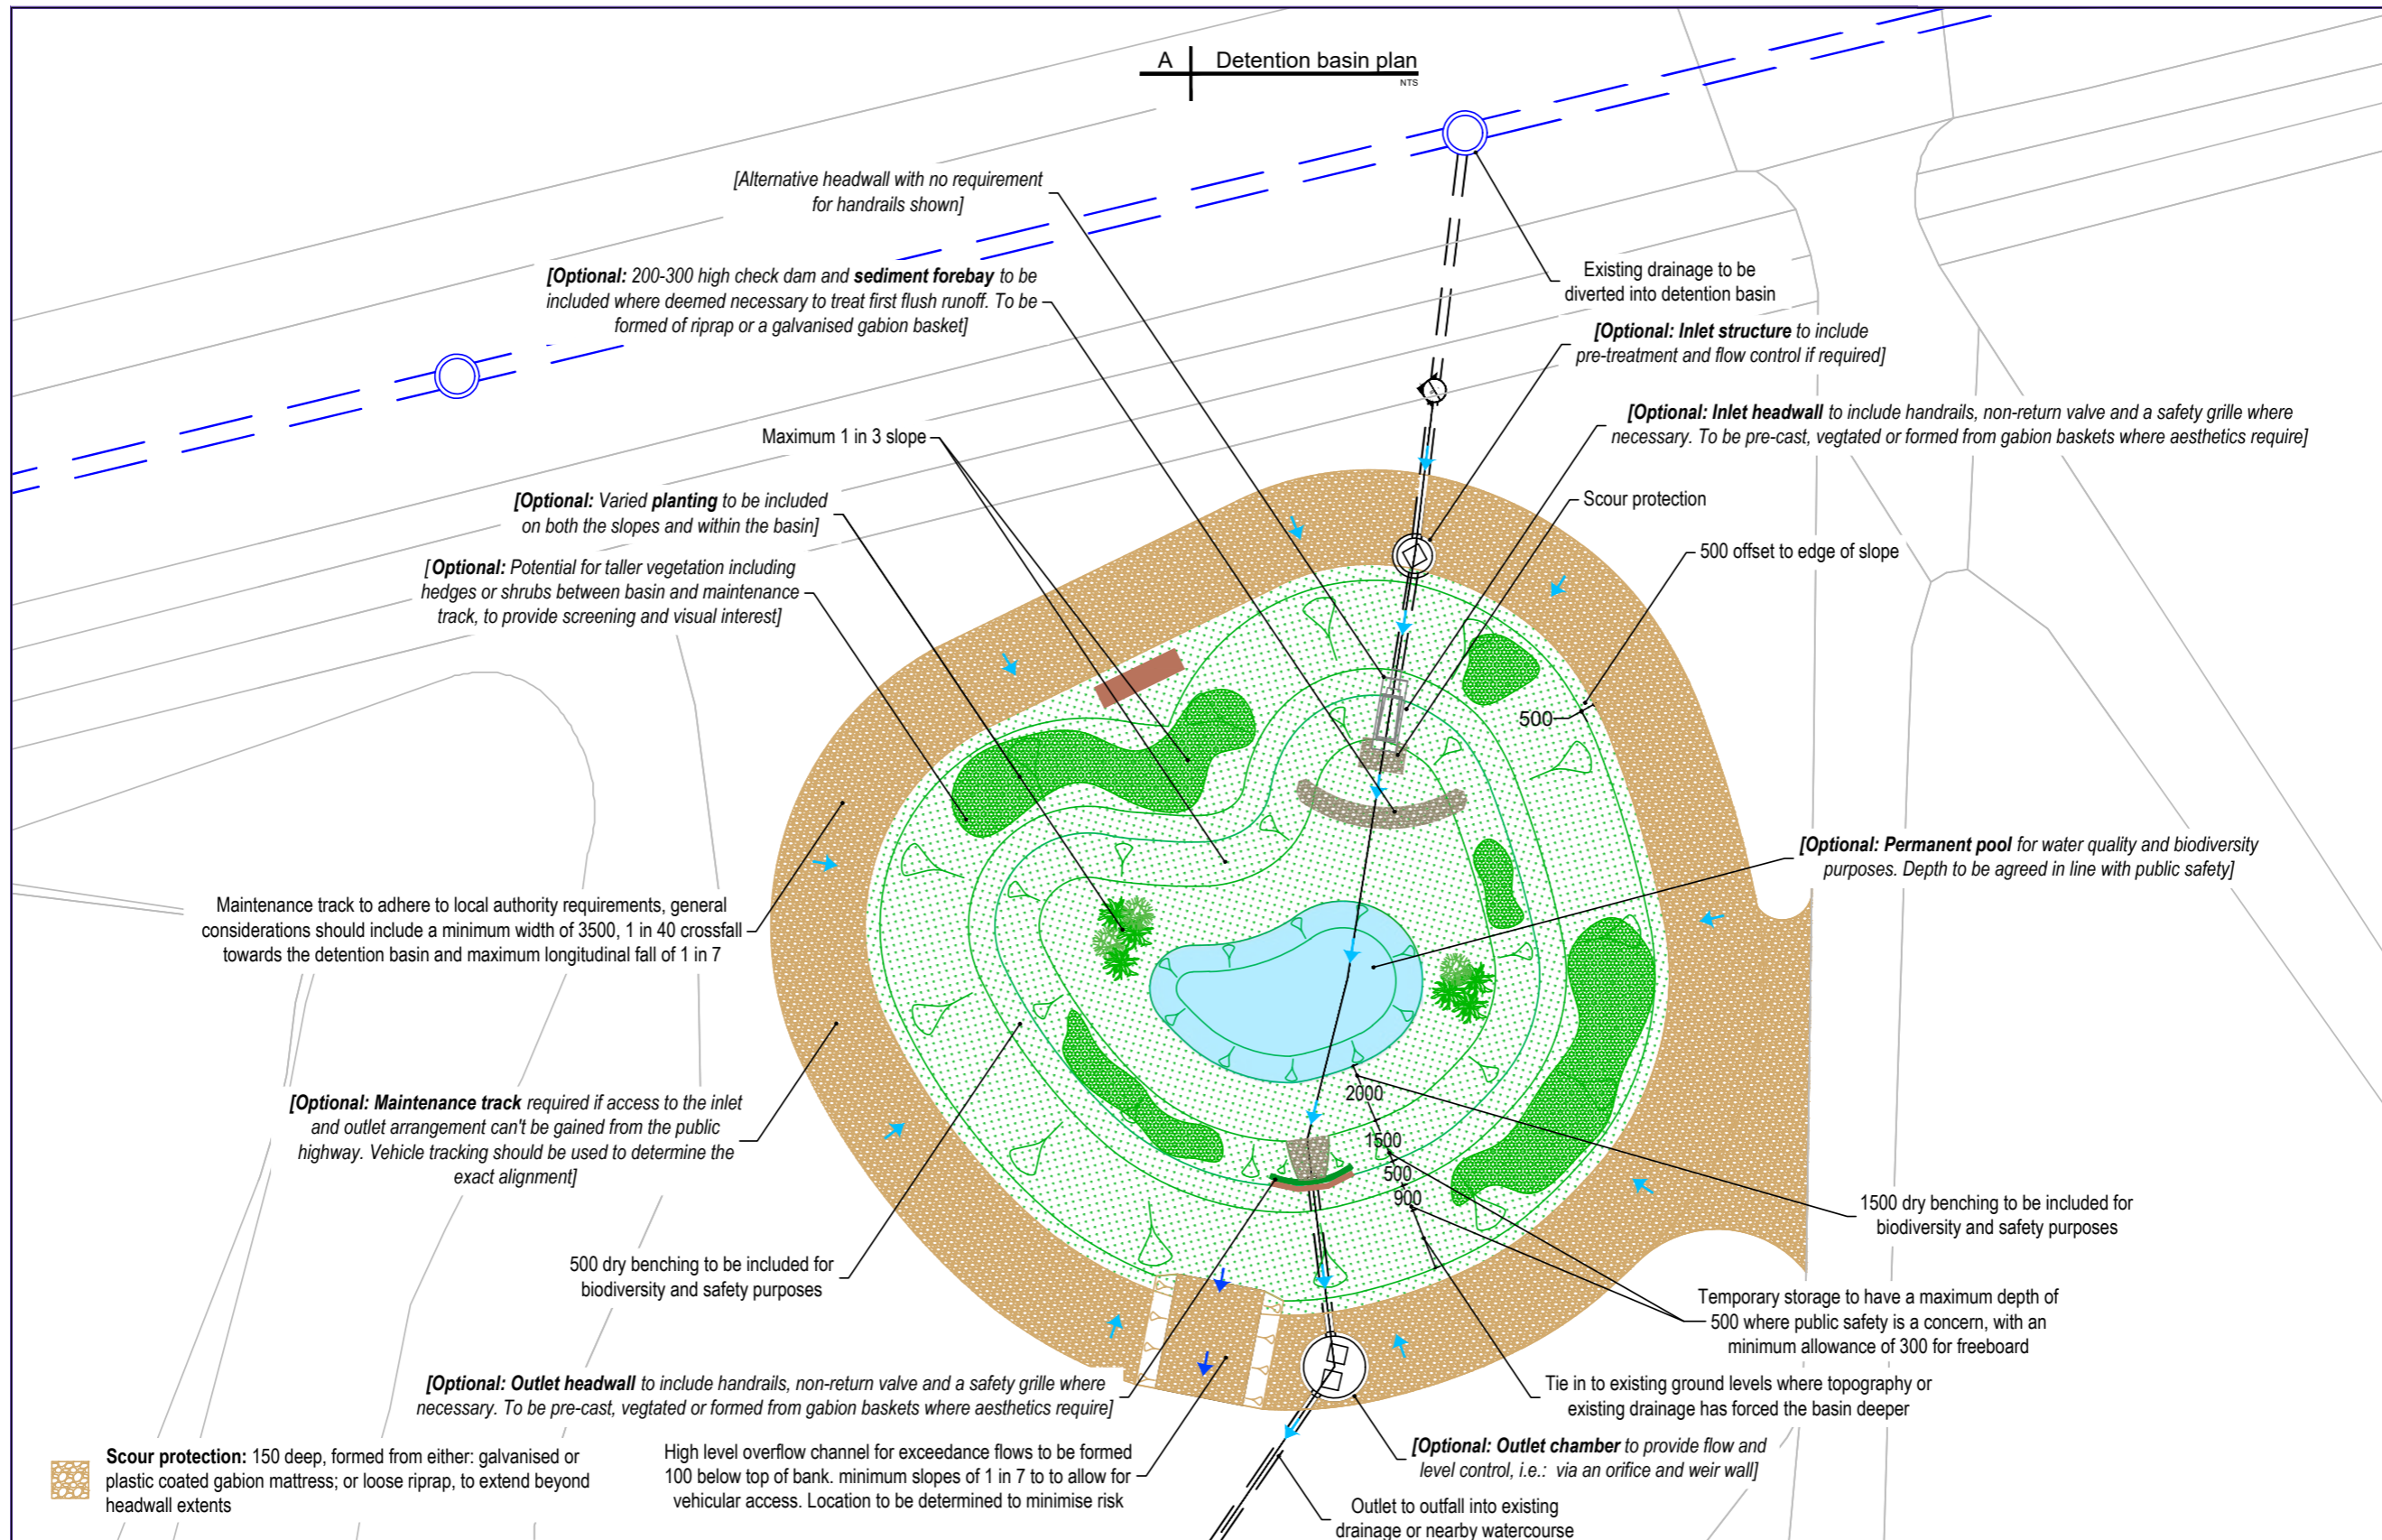 A Detention basin plan
NTS
[Alternative headwall with no requirement
for handrails shown]
[Optional: 200-300 high check dam and sediment forebay to be
included where deemed necessary to treat first flush runoff. To be
formed of riprap or a galvanised gabion basket]
Existing drainage to be
diverted into detention basin
[Optional: Inlet structure to include
pre-treatment and flow control if required]
[Optional: Inlet headwall to include handrails, non-return valve and a safety grille where
necessary. To be pre-cast, vegtated or formed from gabion baskets where aesthetics require]
Maximum 1 in 3 slope
[Optional: Varied planting to be included
on both the slopes and within the basin]
Scour protection
500 offset to edge of slope
[Optional: Potential for taller vegetation including
hedges or shrubs between basin and maintenance
track, to provide screening and visual interest]
500
[Optional: Permanent pool for water quality and biodiversity
purposes. Depth to be agreed in line with public safety]
Maintenance track to adhere to local authority requirements, general
considerations should include a minimum width of 3500, 1 in 40 crossfall
towards the detention basin and maximum longitudinal fall of 1 in 7
2000
1500
500
900
[Optional: Maintenance track required if access to the inlet
and outlet arrangement can't be gained from the public
highway. Vehicle tracking should be used to determine the
exact alignment]
1500 dry benching to be included for
biodiversity and safety purposes
500 dry benching to be included for
biodiversity and safety purposes
Temporary storage to have a maximum depth of
500 where public safety is a concern, with an
minimum allowance of 300 for freeboard
[Optional: Outlet headwall to include handrails, non-return valve and a safety grille where
necessary. To be pre-cast, vegtated or formed from gabion baskets where aesthetics require]
Tie in to existing ground levels where topography or
existing drainage has forced the basin deeper
Scour protection: 150 deep, formed from either: galvanised or
plastic coated gabion mattress; or loose riprap, to extend beyond
headwall extents
High level overflow channel for exceedance flows to be formed
100 below top of bank. minimum slopes of 1 in 7 to to allow for
vehicular access. Location to be determined to minimise risk
[Optional: Outlet chamber to provide flow and
level control, i.e.: via an orifice and weir wall]
Outlet to outfall into existing
drainage or nearby watercourse